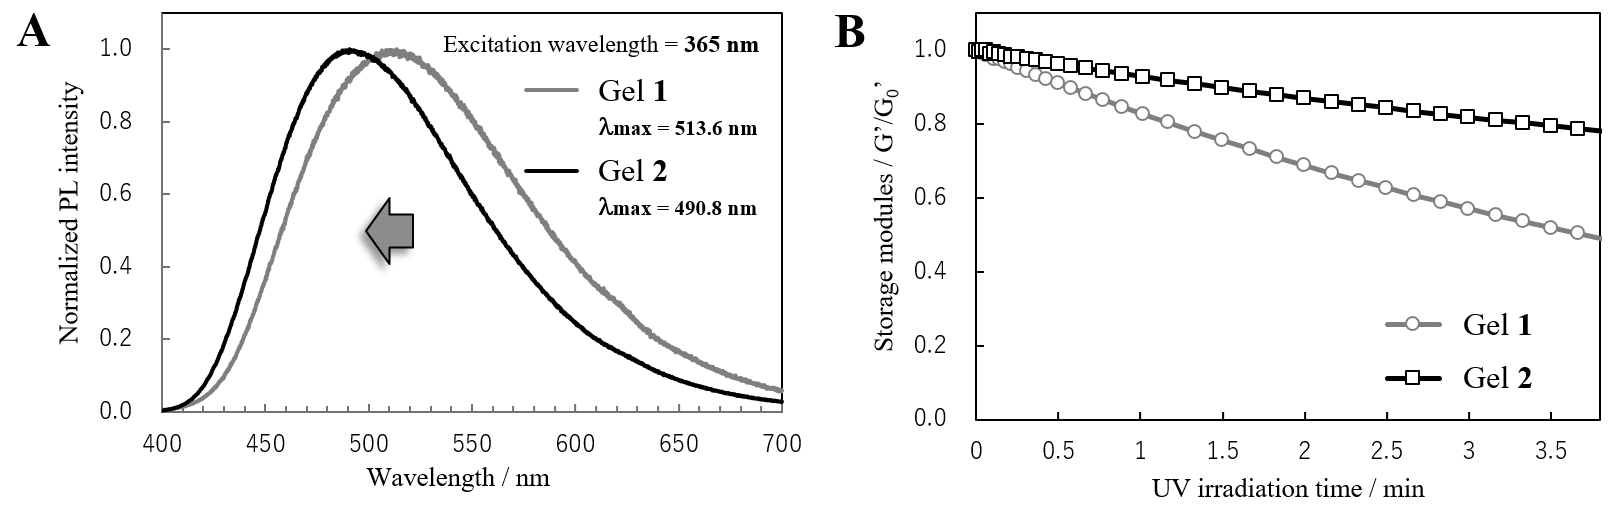 A
Normalized PL intensity
1.0
0.8
0.6
0.4
0.2
0.0
400 450 500 550 600 650 700
Wavelength / nm
Excitation wavelength = 365 nm
Gel 1
λmax = 513.6 nm
Gel 2
λmax = 490.8 nm
B
Storage modules / G'/G₀'
1.0
0.8
0.6
0.4
0.2
0.0
0 0.5 1 1.5 2 2.5 3 3.5
UV irradiation time / min
Gel 1
Gel 2